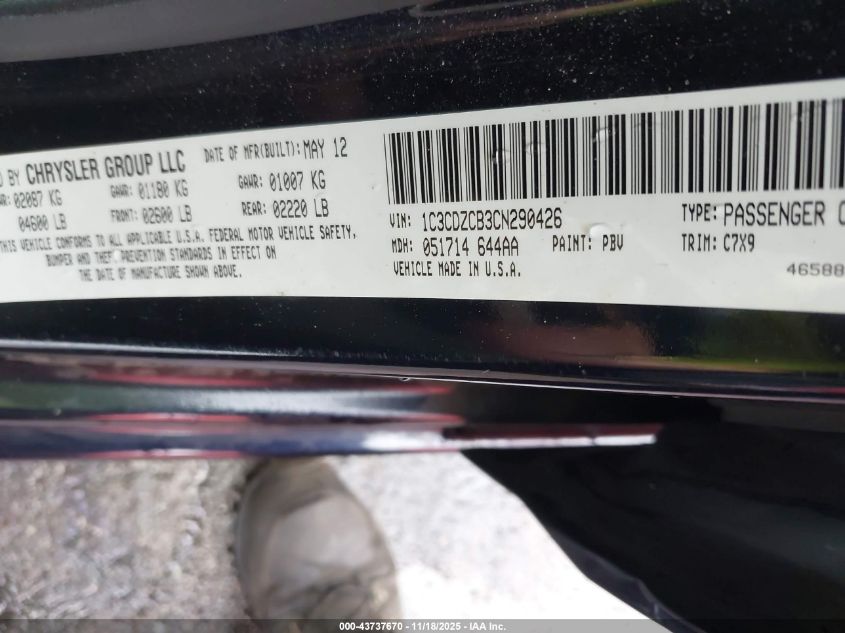 BY CHRYSLER GROUP LLC DATE OF MFR(BUILT): MAY 12
02087 KG GAWR: 01180 KG GAWR: 01007 KG
04600 LB FRONT: 02600 LB REAR: 02220 LB
THIS VEHICLE CONFORMS TO ALL APPLICABLE U.S.A. FEDERAL MOTOR VEHICLE SAFETY,
BUMPER AND THEFT PREVENTION STANDARDS IN EFFECT ON
THE DATE OF MANUFACTURE SHOWN ABOVE.
VIN: 1C3CDZCB3CN290426 TYPE: PASSENGER
MDH: 051714 644AA PAINT: PBV TRIM: C7X9
VEHICLE MADE IN U.S.A. 46588
000-43737670 - 11/18/2025 - IAA Inc.